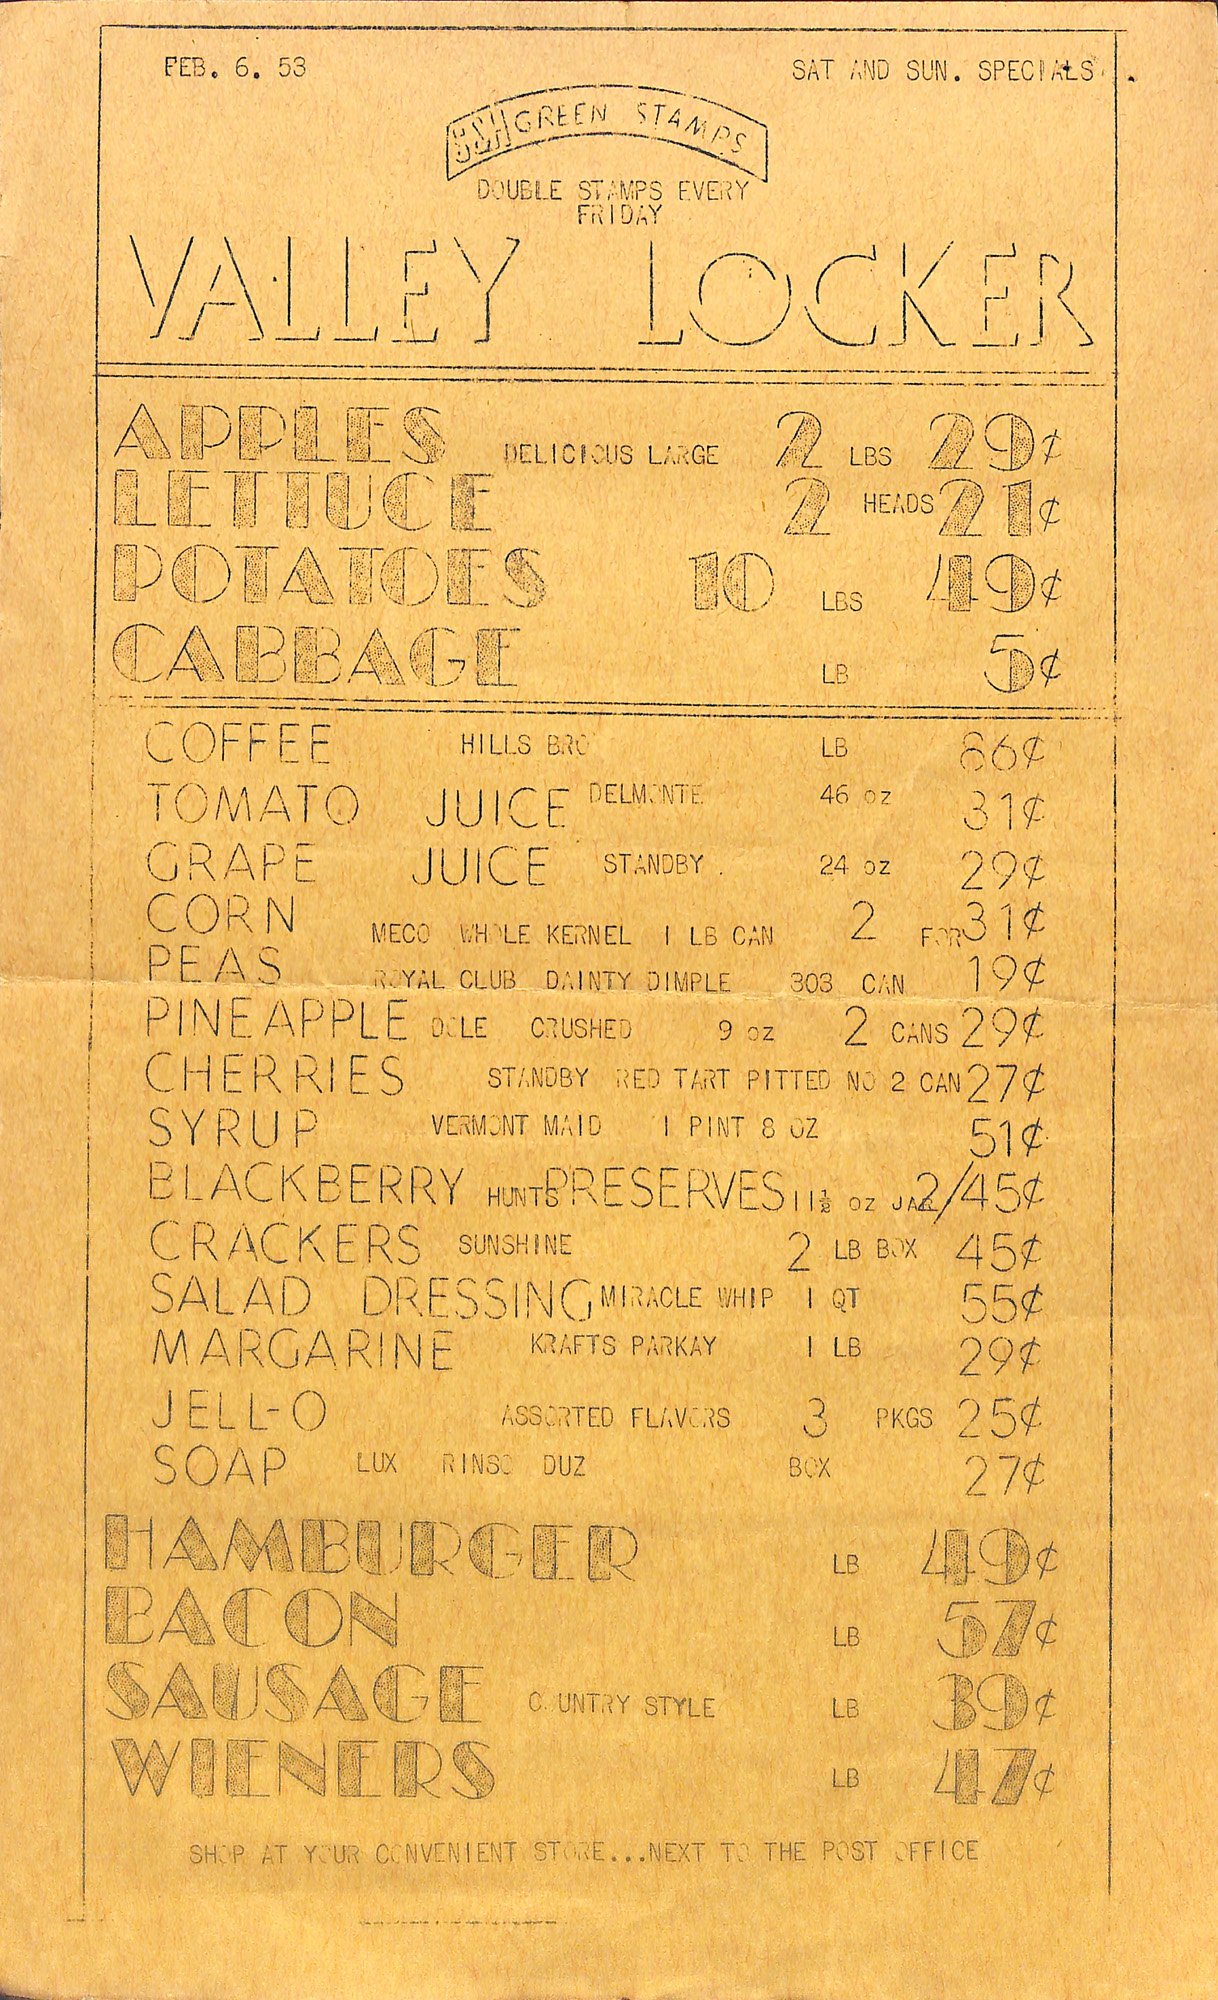 FEB. 6. 53 SAT AND SUN. SPECIALS.
S&H GREEN STAMPS
DOUBLE STAMPS EVERY
FRIDAY
VALLEY LOCKER
APPLES DELICIOUS LARGE 2 LBS 29¢
LETTUCE 2 HEADS 21¢
POTATOES 10 LBS 49¢
CABBAGE LB 5¢
COFFEE HILLS BRO LB 86¢
TOMATO JUICE DELMONTE 46 OZ 31¢
GRAPE JUICE STANDBY . 24 OZ 29¢
CORN MECO WHOLE KERNEL 1 LB CAN 2 FOR 31¢
PEAS ROYAL CLUB DAINTY DIMPLE 303 CAN 19¢
PINEAPPLE DOLE CRUSHED 9 OZ 2 CANS 29¢
CHERRIES STANDBY RED TART PITTED NO 2 CAN 27¢
SYRUP VERMONT MAID 1 PINT 8 OZ 51¢
BLACKBERRY HUNTS PRESERVES 11½ OZ JAR 2/45¢
CRACKERS SUNSHINE 2 LB BOX 45¢
SALAD DRESSING MIRACLE WHIP 1 QT 55¢
MARGARINE KRAFTS PARKAY 1 LB 29¢
JELL-O ASSORTED FLAVORS 3 PKGS 25¢
SOAP LUX RINSO DUZ BOX 27¢
HAMBURGER LB 49¢
BACON LB 57¢
SAUSAGE COUNTRY STYLE LB 39¢
WIENERS LB 47¢
SHOP AT YOUR CONVENIENT STORE...NEXT TO THE POST OFFICE